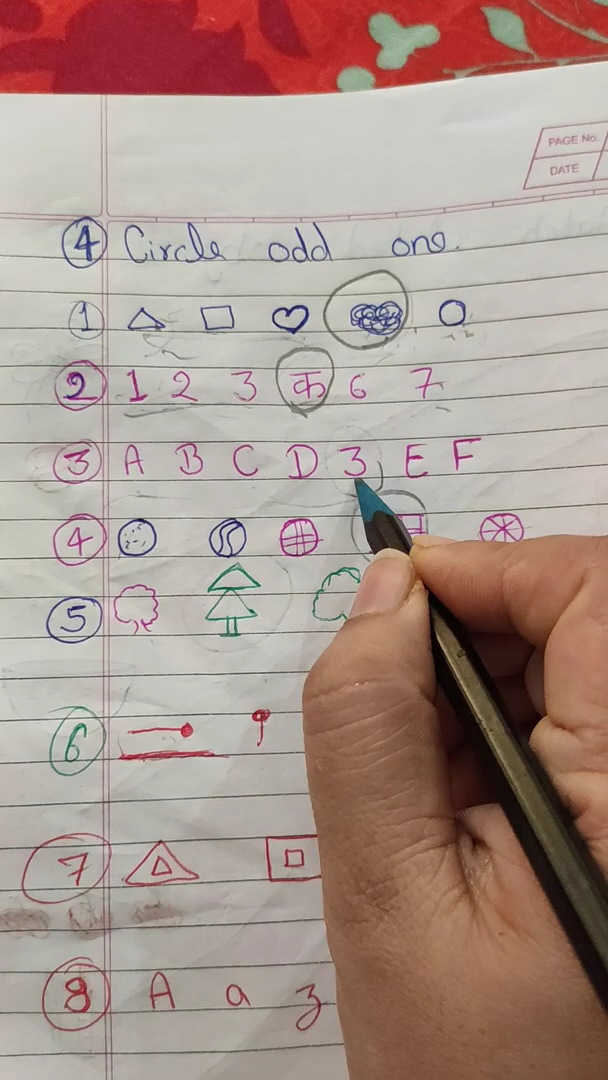 PAGE No.
DATE
4 Circle odd one.
1
2 1 2 3 क 6 7
3 A B C D 3 E F
4
5
6
7
8 A a z